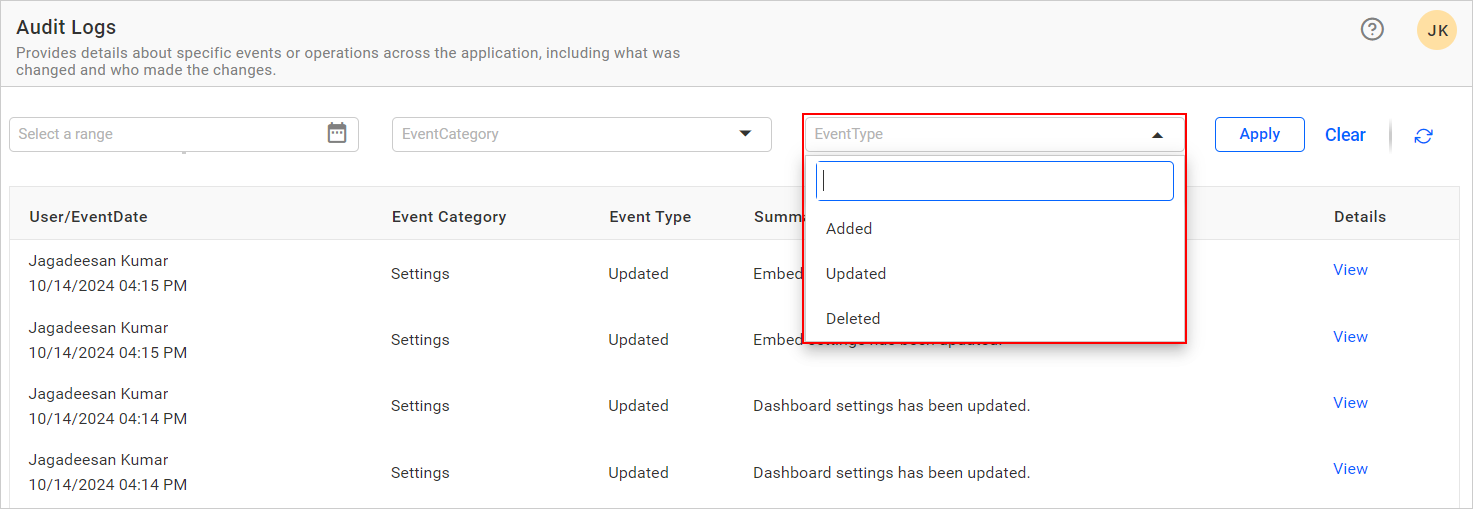 Audit Logs
Provides details about specific events or operations across the application, including what was
changed and who made the changes.
JK
Select a range
EventCategory
EventType
Apply
Clear
Added
Updated
Deleted
User/EventDate
Event Category
Event Type
Details
Jagadeesan Kumar
10/14/2024 04:15 PM
Settings
Updated
Embed
View
Jagadeesan Kumar
10/14/2024 04:15 PM
Settings
Updated
Embed settings has been updated.
View
Jagadeesan Kumar
10/14/2024 04:14 PM
Settings
Updated
Dashboard settings has been updated.
View
Jagadeesan Kumar
10/14/2024 04:14 PM
Settings
Updated
Dashboard settings has been updated.
View